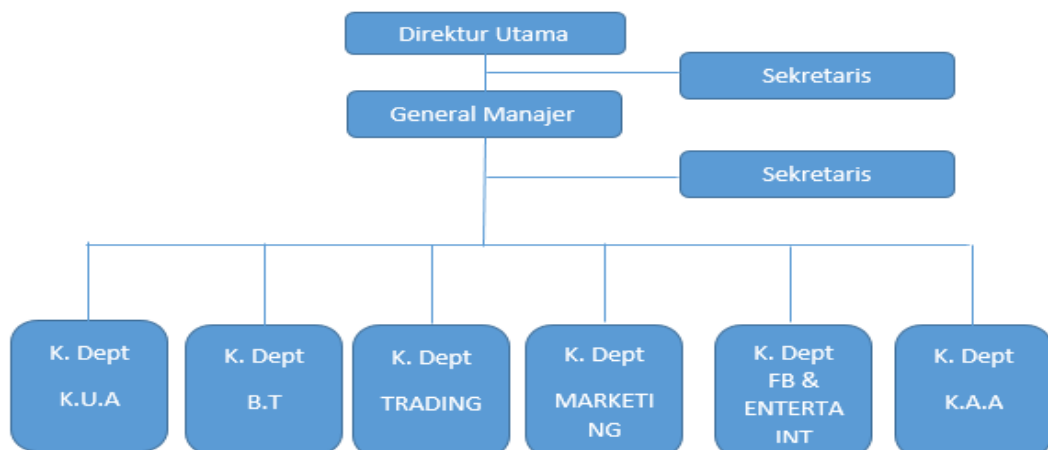 Direktur Utama
Sekretaris
General Manajer
Sekretaris
K. Dept
K.U.A
K. Dept
B.T
K. Dept
TRADING
K. Dept
MARKETI
NG
K. Dept
FB &
ENTERTA
INT
K. Dept
K.A.A